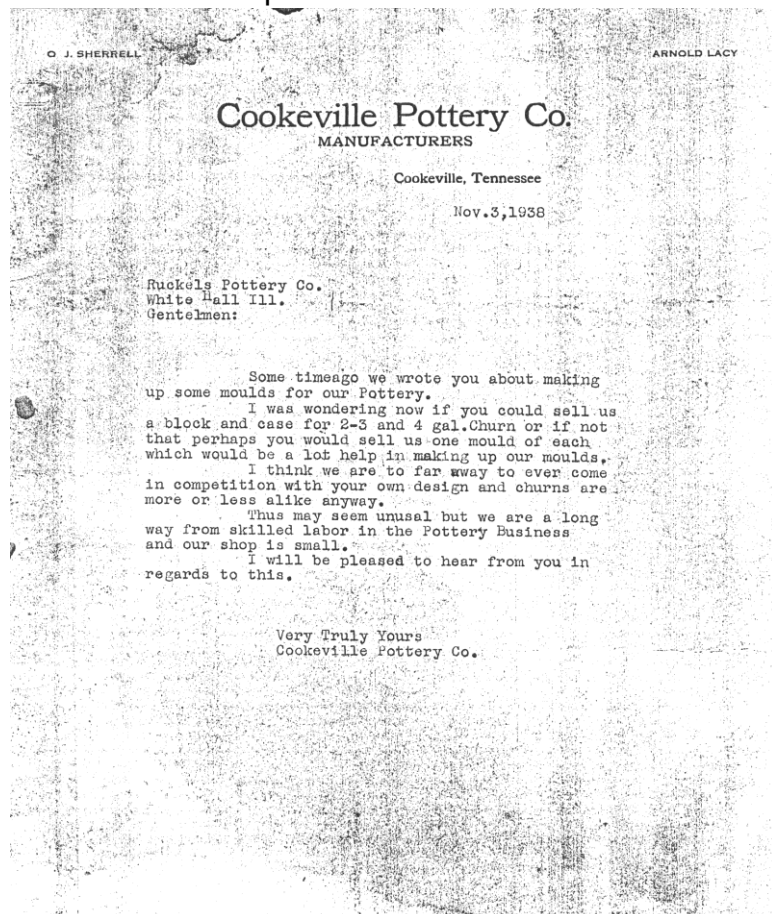 O J. SHERRELL
ARNOLD LACY
Cookeville Pottery Co.
MANUFACTURERS
Cookeville, Tennessee
Nov.3,1938
Ruckels Pottery Co.
White Hall Ill.
Gentelmen:
Some timeago we wrote you about making
up some moulds for our Pottery.
I was wondering now if you could sell us
a block and case for 2-3 and 4 gal.Churn or if not
that perhaps you would sell us one mould of each
which would be a lot help in making up our moulds.
I think we are to far away to ever come
in competition with your own design and churns are
more or less alike anyway.
Thus may seem unusal but we are a long
way from skilled labor in the Pottery Business
and our shop is small.
I will be pleased to hear from you in
regards to this.
Very Truly Yours
Cookeville Pottery Co.